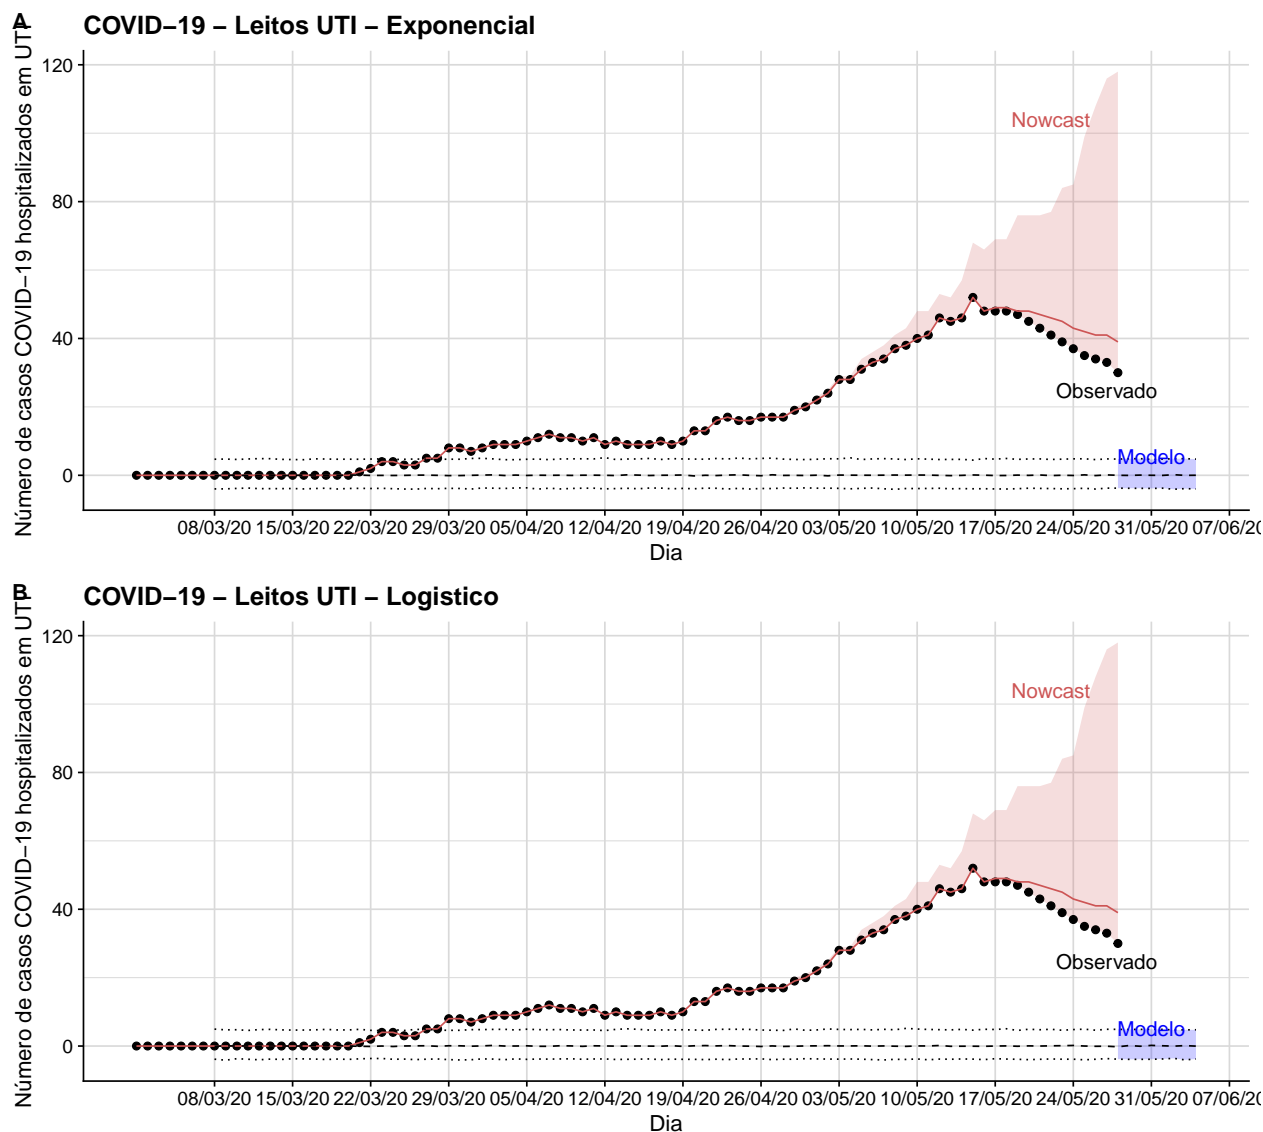 A
COVID−19 − Leitos UTI − Exponencial
Número de casos COVID−19 hospitalizados em UTI
120
80
40
0
Nowcast
Observado
Modelo
08/03/20 15/03/20 22/03/20 29/03/20 05/04/20 12/04/20 19/04/20 26/04/20 03/05/20 10/05/20 17/05/20 24/05/20 31/05/20 07/06/20
Dia
B
COVID−19 − Leitos UTI − Logistico
Número de casos COVID−19 hospitalizados em UTI
120
80
40
0
Nowcast
Observado
Modelo
08/03/20 15/03/20 22/03/20 29/03/20 05/04/20 12/04/20 19/04/20 26/04/20 03/05/20 10/05/20 17/05/20 24/05/20 31/05/20 07/06/20
Dia